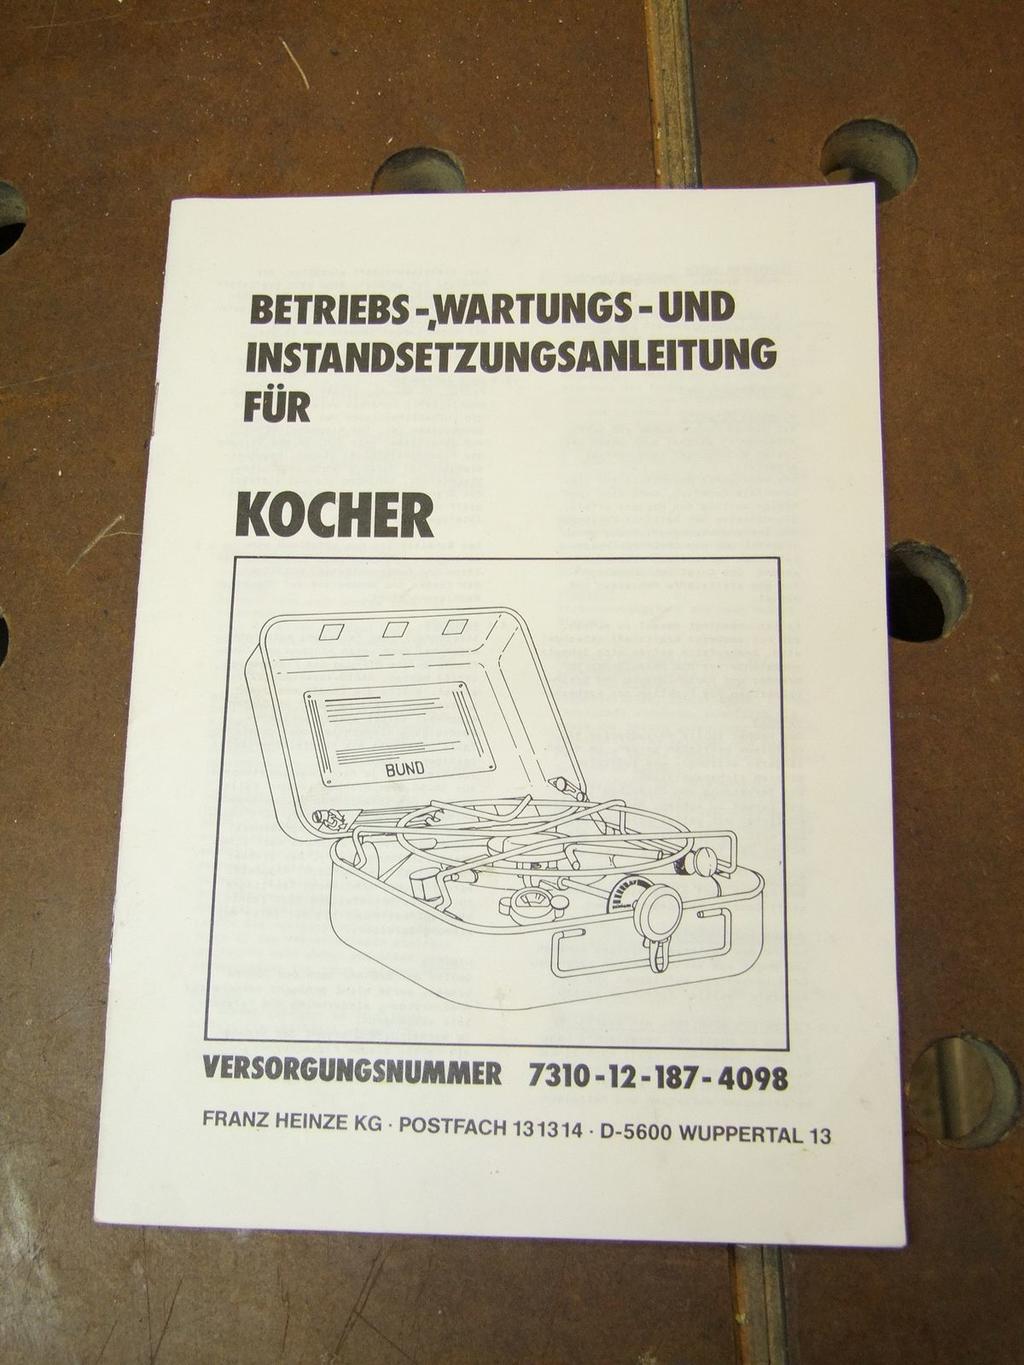 BETRIEBS-,WARTUNGS-UND
INSTANDSETZUNGSANLEITUNG
FÜR
KOCHER
BUND
VERSORGUNGSNUMMER 7310-12-187-4098
FRANZ HEINZE KG · POSTFACH 131314 · D-5600 WUPPERTAL 13